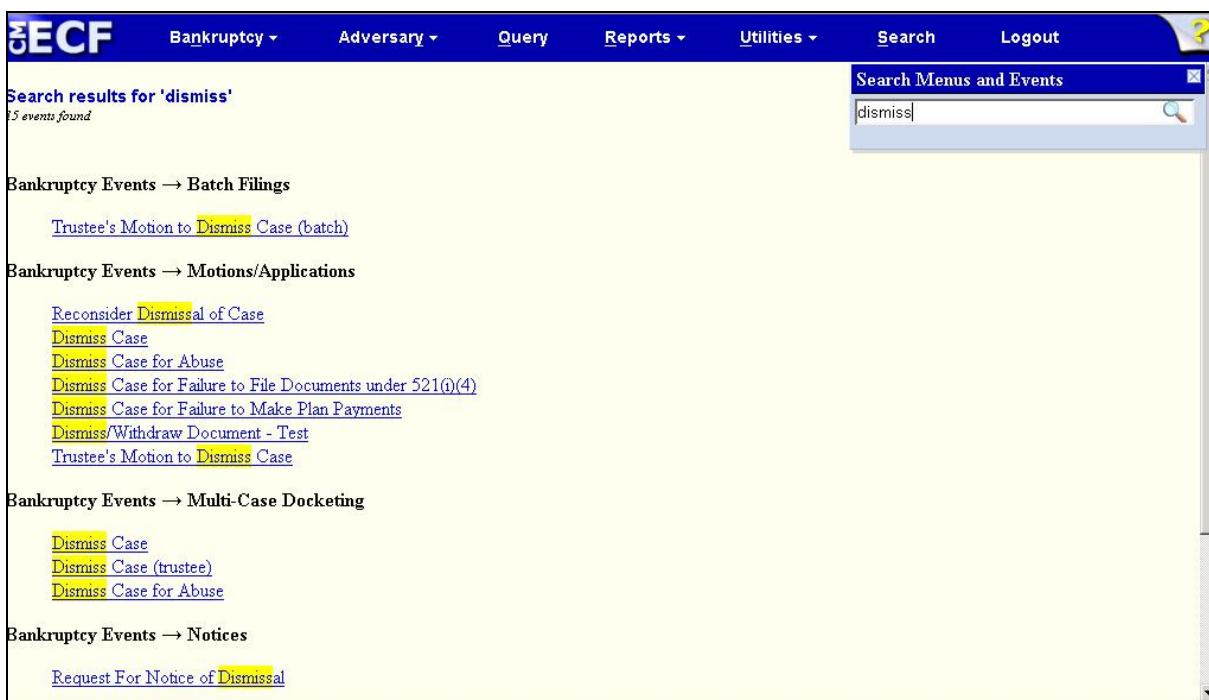 CM ECF Bankruptcy Adversary Query Reports Utilities Search Logout ?
Search Menus and Events
dismiss
Search results for 'dismiss'
15 events found
Bankruptcy Events → Batch Filings
Trustee's Motion to Dismiss Case (batch)
Bankruptcy Events → Motions/Applications
Reconsider Dismissal of Case
Dismiss Case
Dismiss Case for Abuse
Dismiss Case for Failure to File Documents under 521(i)(4)
Dismiss Case for Failure to Make Plan Payments
Dismiss/Withdraw Document - Test
Trustee's Motion to Dismiss Case
Bankruptcy Events → Multi-Case Docketing
Dismiss Case
Dismiss Case (trustee)
Dismiss Case for Abuse
Bankruptcy Events → Notices
Request For Notice of Dismissal